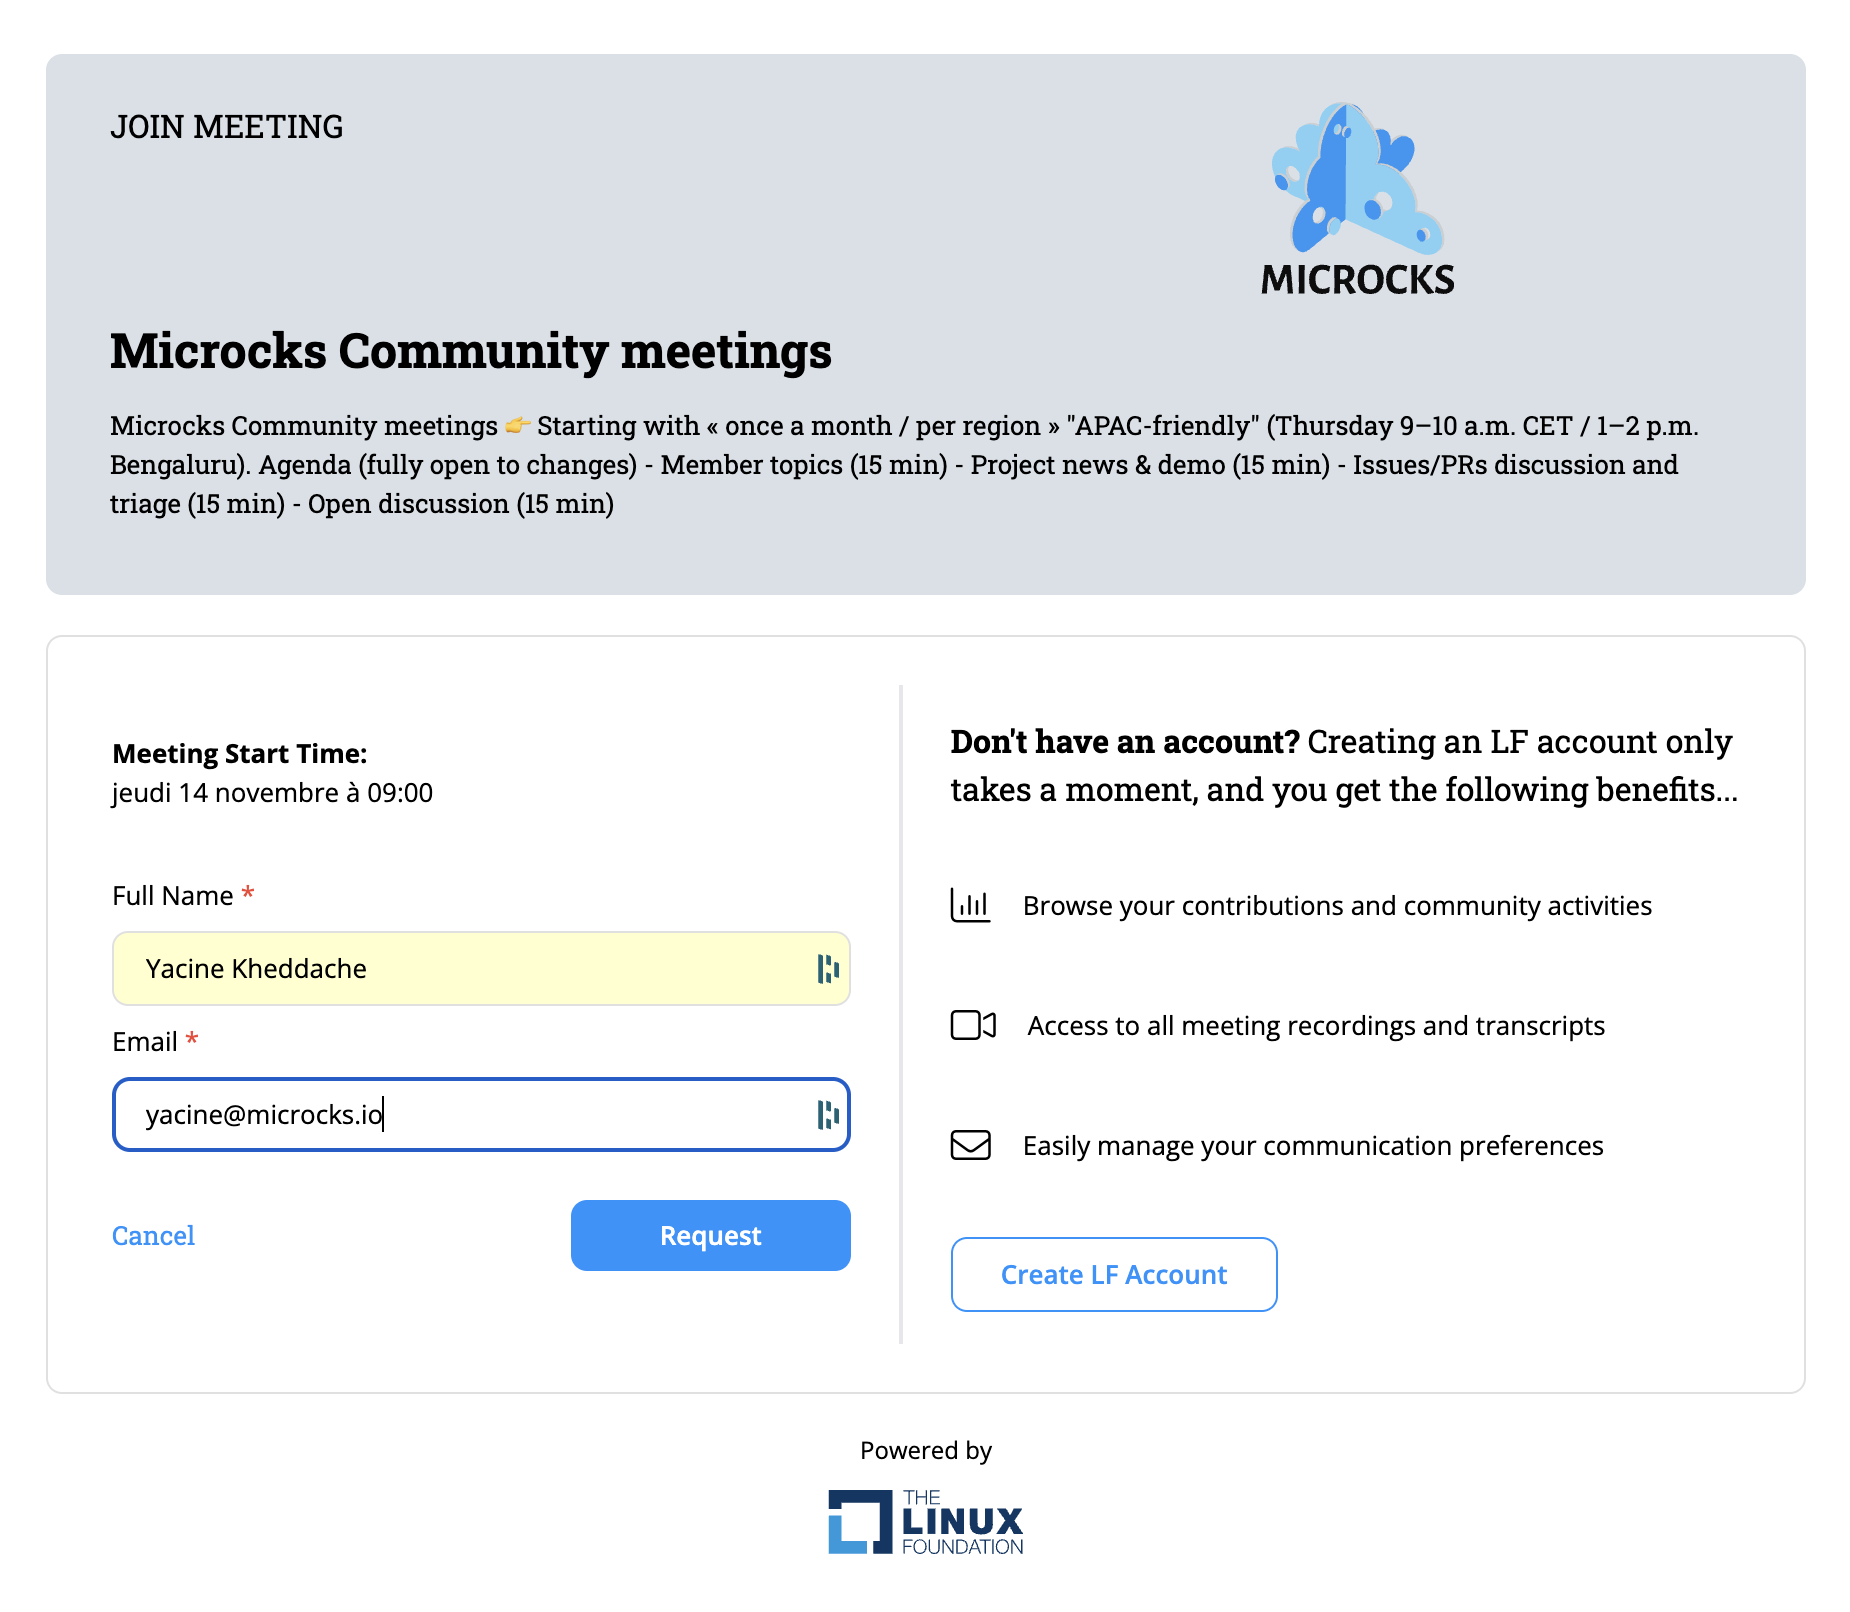 JOIN MEETING
MICROCKS
Microcks Community meetings
Microcks Community meetings 👉 Starting with « once a month / per region » "APAC-friendly" (Thursday 9–10 a.m. CET / 1–2 p.m.
Bengaluru). Agenda (fully open to changes) - Member topics (15 min) - Project news & demo (15 min) - Issues/PRs discussion and
triage (15 min) - Open discussion (15 min)
Meeting Start Time:
jeudi 14 novembre à 09:00
Full Name *
Yacine Kheddache
Email *
yacine@microcks.io
Cancel
Request
Don't have an account? Creating an LF account only
takes a moment, and you get the following benefits...
Browse your contributions and community activities
Access to all meeting recordings and transcripts
Easily manage your communication preferences
Create LF Account
Powered by
THE
LINUX
FOUNDATION